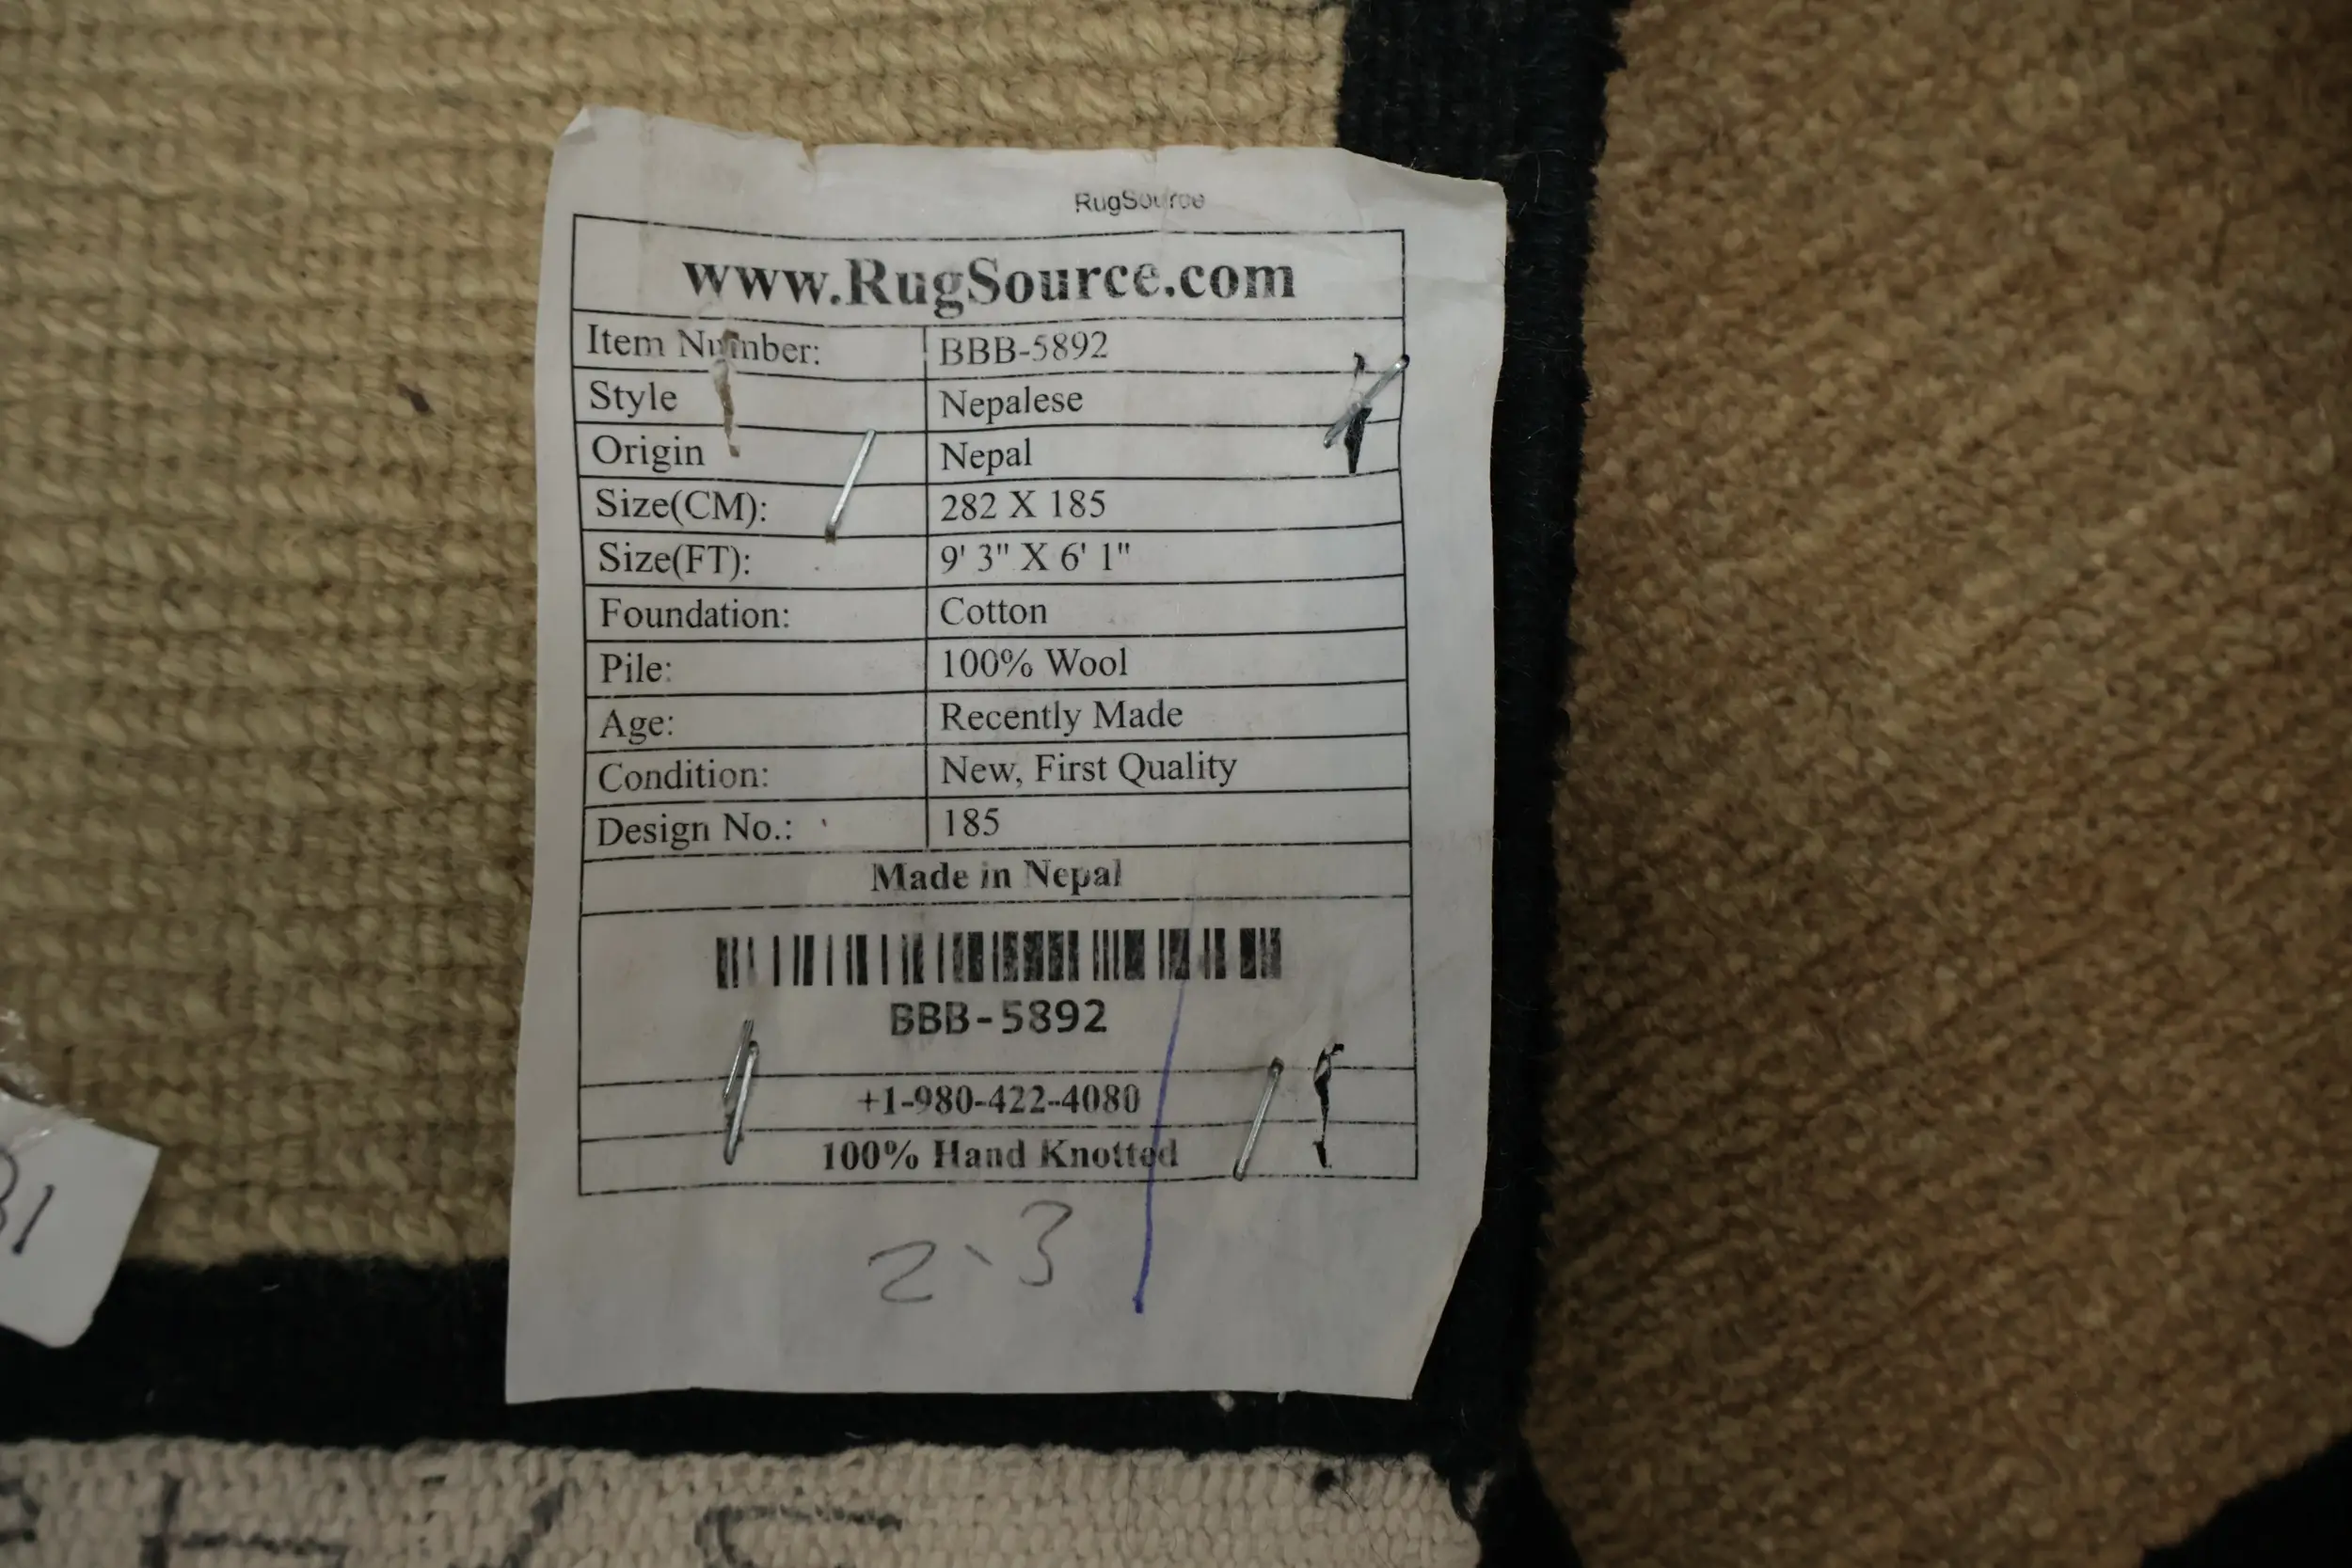 RugSource
www.RugSource.com
Item Number: BBB-5892
Style Nepalese
Origin Nepal
Size(CM): 282 X 185
Size(FT): 9' 3" X 6' 1"
Foundation: Cotton
Pile: 100% Wool
Age: Recently Made
Condition: New, First Quality
Design No.: 185
Made in Nepal
BBB-5892
+1-980-422-4080
100% Hand Knotted
2.3